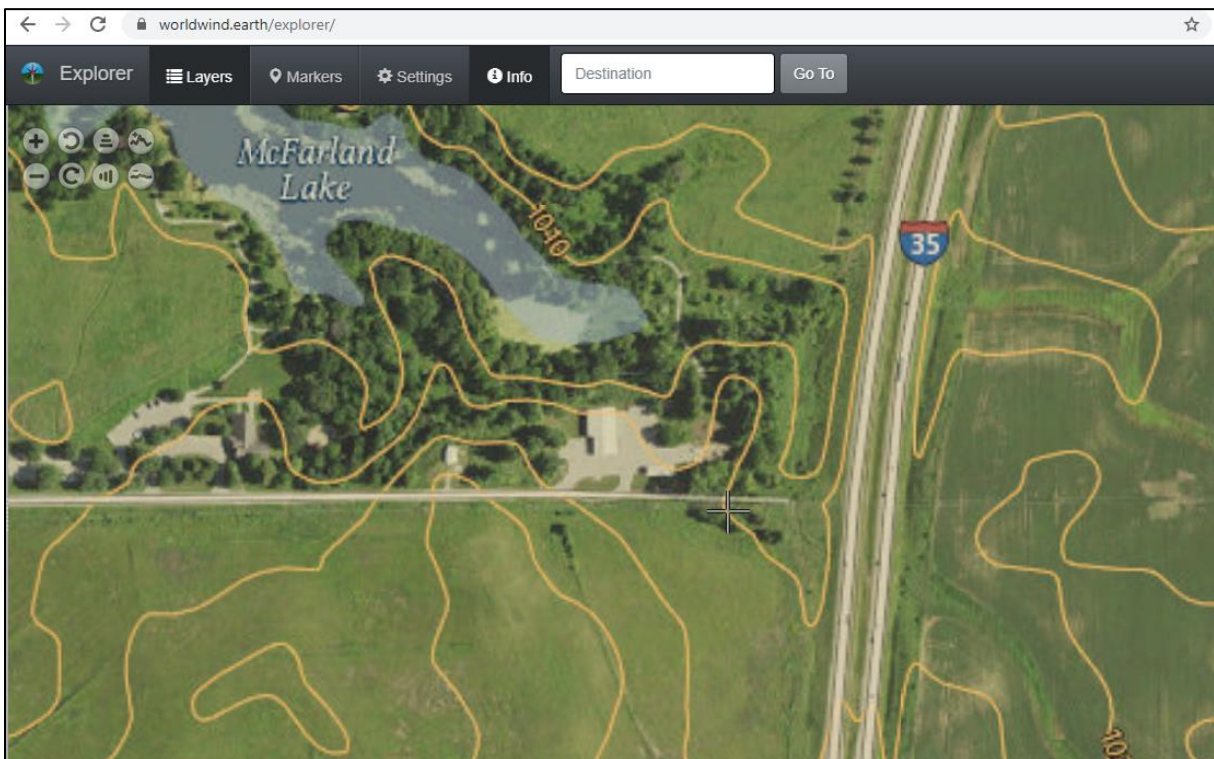 worldwind.earth/explorer/
Explorer Layers Markers Settings Info Destination Go To
McFarland
Lake
1010
35